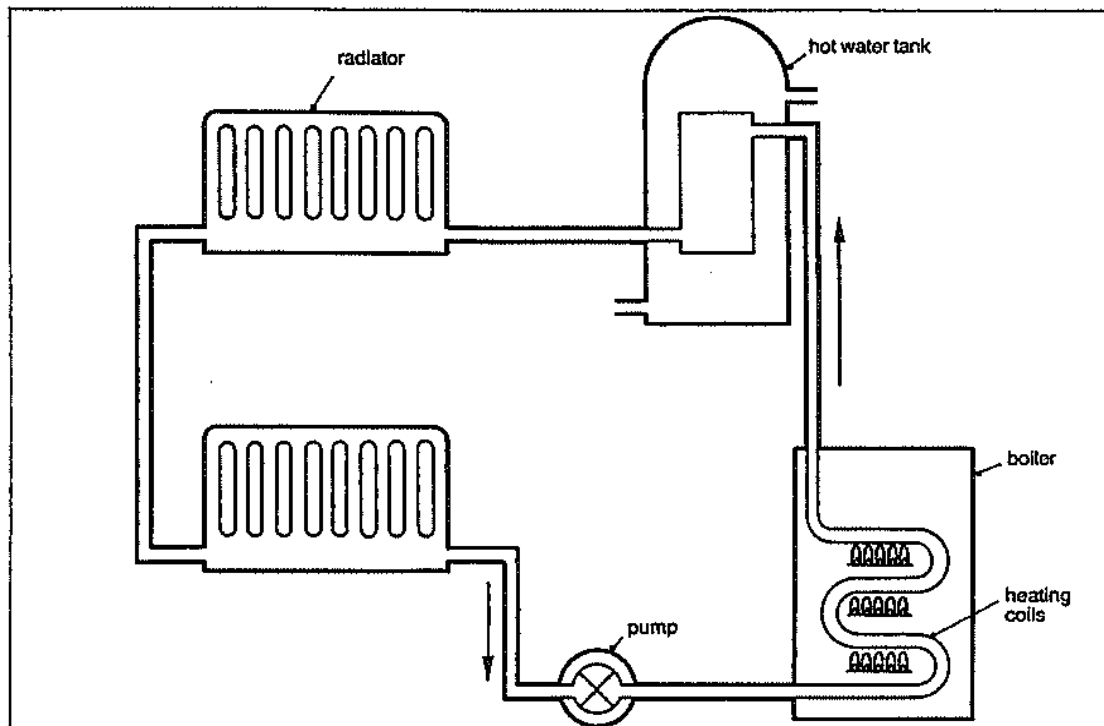 radiator
hot water tank
boiler
heating
coils
pump